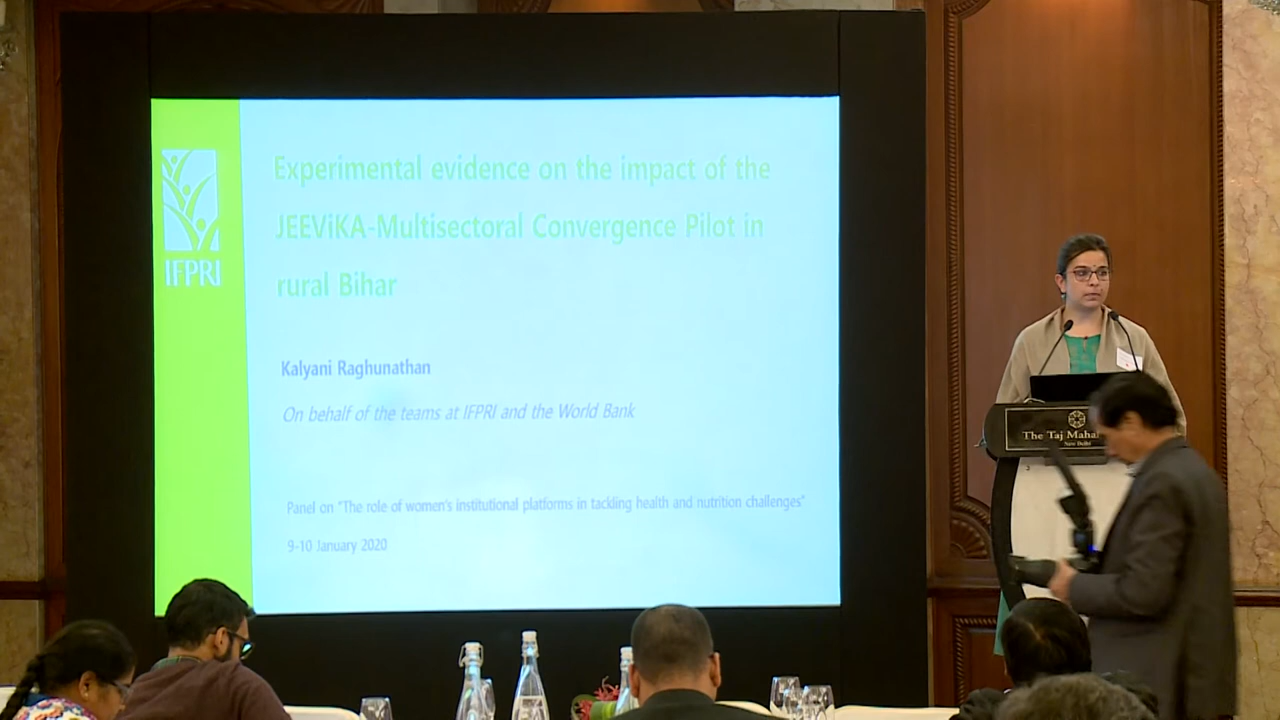 IFPRI
Experimental evidence on the impact of the
JEEViKA-Multisectoral Convergence Pilot in
rural Bihar
Kalyani Raghunathan
On behalf of the teams at IFPRI and the World Bank
Panel on "The role of women's institutional platforms in tackling health and nutrition challenges"
9-10 January 2020
The Taj Mahal
New Delhi